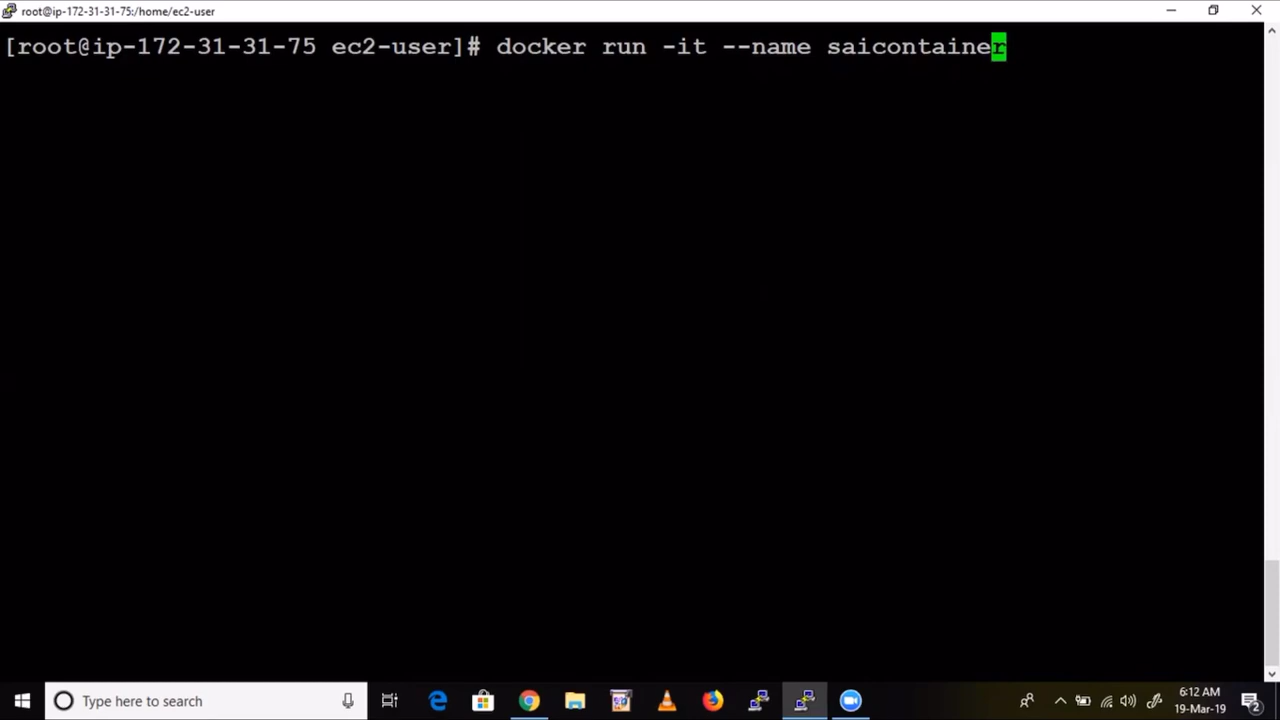 root@ip-172-31-31-75:/home/ec2-user
[root@ip-172-31-31-75 ec2-user]# docker run -it --name saicontainer
Type here to search
6:12 AM
19-Mar-19
2